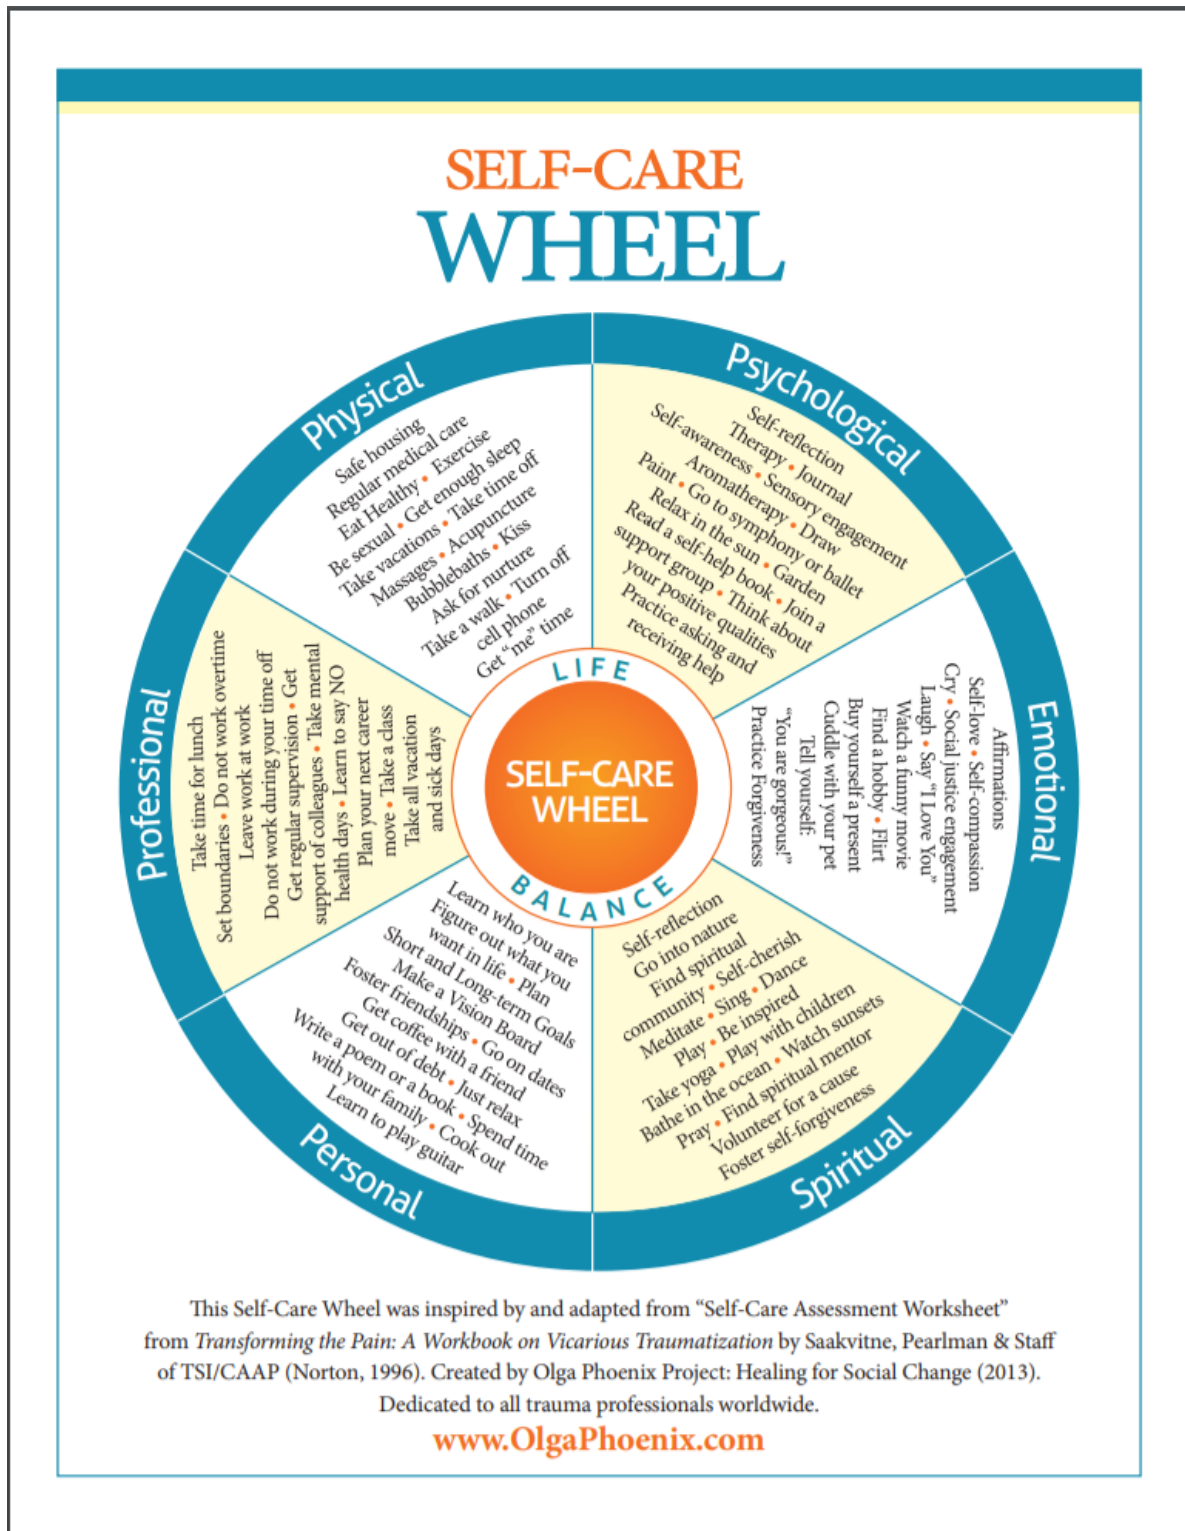 SELF-CARE
WHEEL
Physical
Safe housing
Regular medical care
Eat Healthy • Exercise
Be sexual • Get enough sleep
Take vacations • Take time off
Massages • Acupuncture
Bubblebaths • Kiss
Ask for nurture
Take a walk • Turn off
cell phone
Get “me” time
Psychological
Self-reflection
Therapy • Journal
Self-awareness • Sensory engagement
Aromatherapy • Draw
Paint • Go to symphony or ballet
Relax in the sun • Garden
Read a self-help book • Join a
support group • Think about
your positive qualities
Practice asking and
receiving help
Emotional
Affirmations
Self-love • Self-compassion
Cry • Social justice engagement
Laugh • Say “I Love You”
Watch a funny movie
Find a hobby • Flirt
Buy yourself a present
Cuddle with your pet
Tell yourself:
“You are gorgeous!”
Practice Forgiveness
Spiritual
Self-reflection
Go into nature
Find spiritual
community • Self-cherish
Meditate • Sing • Dance
Play • Be inspired
Take yoga • Play with children
Bathe in the ocean • Watch sunsets
Pray • Find spiritual mentor
Volunteer for a cause
Foster self-forgiveness
Personal
Learn who you are
Figure out what you
want in life • Plan
Short and Long-term Goals
Make a Vision Board
Foster friendships • Go on dates
Get coffee with a friend
Get out of debt • Just relax
Write a poem or a book • Spend time
with your family • Cook out
Learn to play guitar
Professional
Take time for lunch
Set boundaries • Do not work overtime
Leave work at work
Do not work during your time off
Get regular supervision • Get
support of colleagues • Take mental
health days • Learn to say NO
Plan your next career
move • Take a class
Take all vacation
and sick days
LIFE
SELF-CARE
WHEEL
BALANCE
This Self-Care Wheel was inspired by and adapted from “Self-Care Assessment Worksheet”
from Transforming the Pain: A Workbook on Vicarious Traumatization by Saakvitne, Pearlman & Staff
of TSI/CAAP (Norton, 1996). Created by Olga Phoenix Project: Healing for Social Change (2013).
Dedicated to all trauma professionals worldwide.
www.OlgaPhoenix.com